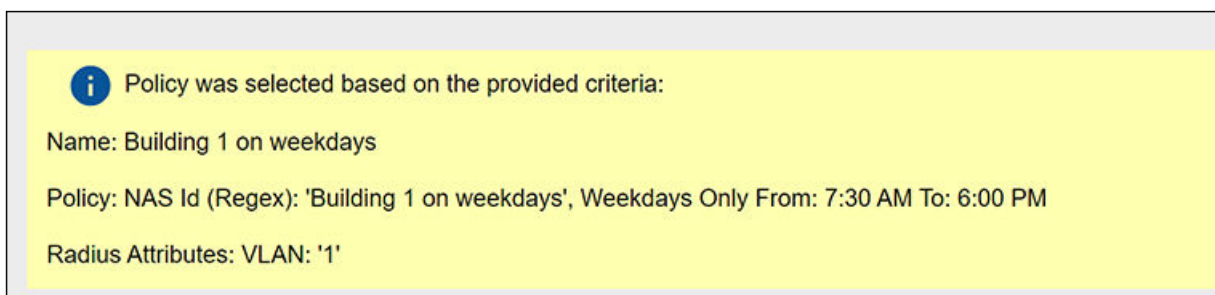 Policy was selected based on the provided criteria:
Name: Building 1 on weekdays
Policy: NAS Id (Regex): 'Building 1 on weekdays', Weekdays Only From: 7:30 AM To: 6:00 PM
Radius Attributes: VLAN: '1'